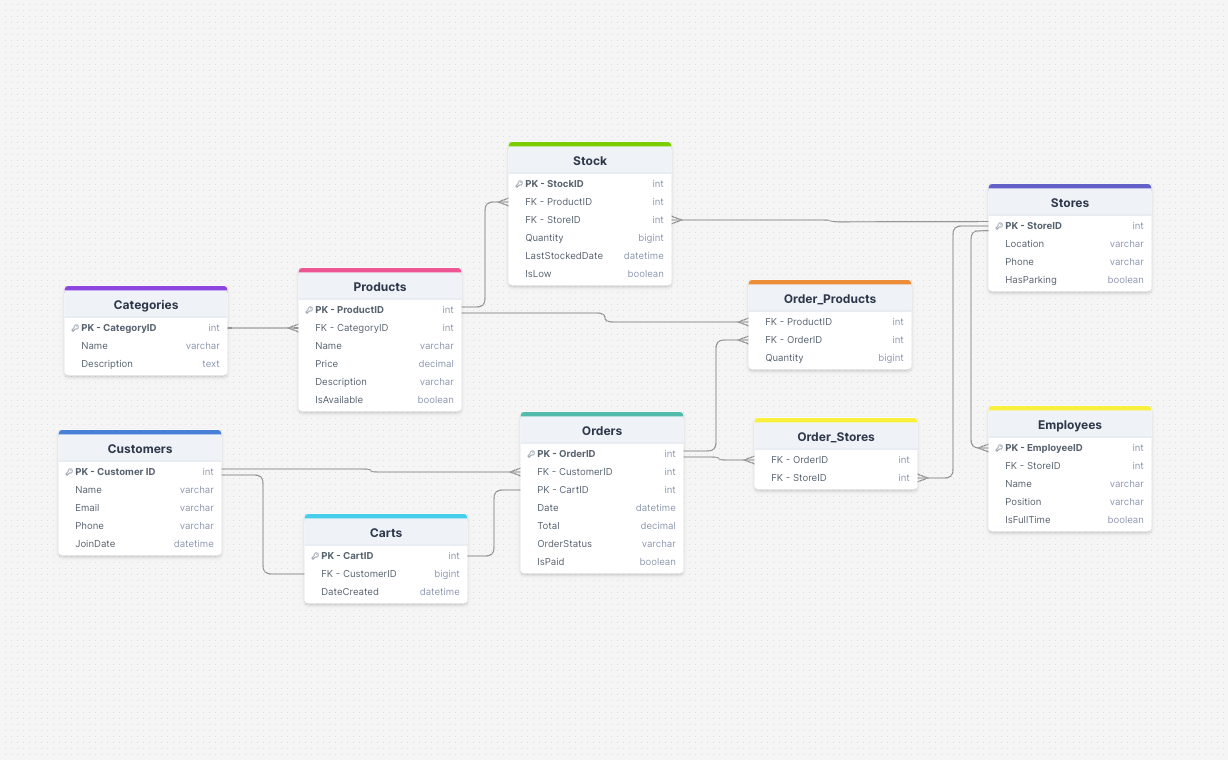 Stock
PK - StockID int
FK - ProductID int
FK - StoreID int
Quantity bigint
LastStockedDate datetime
IsLow boolean
Stores
PK - StoreID int
Location varchar
Phone varchar
HasParking boolean
Products
PK - ProductID int
FK - CategoryID int
Name varchar
Price decimal
Description varchar
IsAvailable boolean
Order_Products
FK - ProductID int
FK - OrderID int
Quantity bigint
Categories
PK - CategoryID int
Name varchar
Description text
Orders
PK - OrderID int
FK - CustomerID int
PK - CartID int
Date datetime
Total decimal
OrderStatus varchar
IsPaid boolean
Order_Stores
FK - OrderID int
FK - StoreID int
Employees
PK - EmployeeID int
FK - StoreID int
Name varchar
Position varchar
IsFullTime boolean
Customers
PK - Customer ID int
Name varchar
Email varchar
Phone varchar
JoinDate datetime
Carts
PK - CartID int
FK - CustomerID bigint
DateCreated datetime